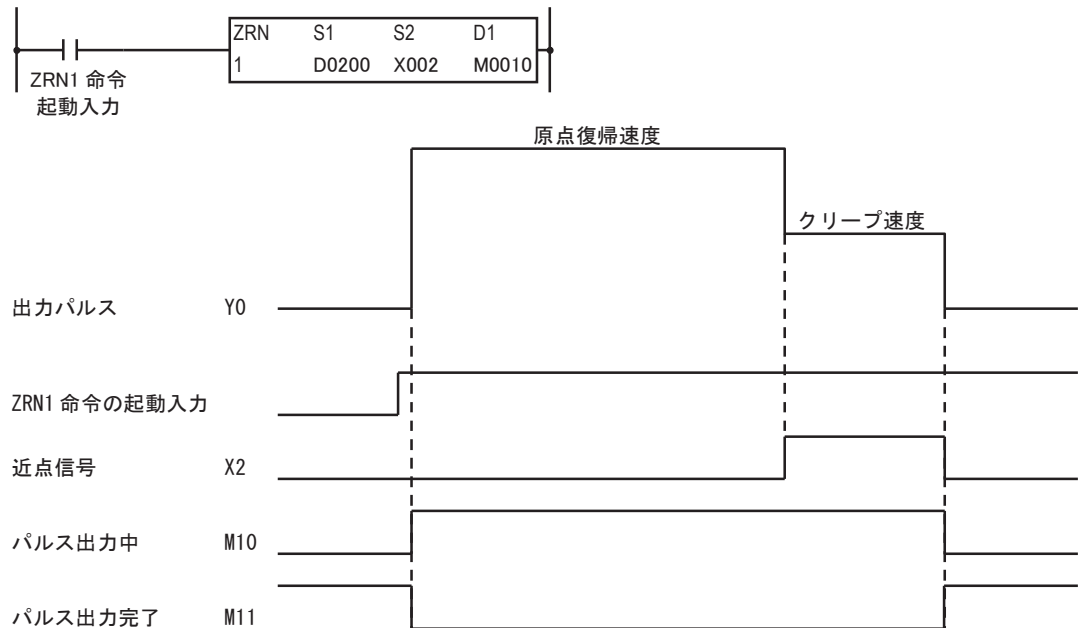 ZRN S1 S2 D1
1 D0200 X002 M0010
ZRN1 命令
起動入力
原点復帰速度
クリープ速度
出力パルス Y0
ZRN1 命令の起動入力
近点信号 X2
パルス出力中 M10
パルス出力完了 M11